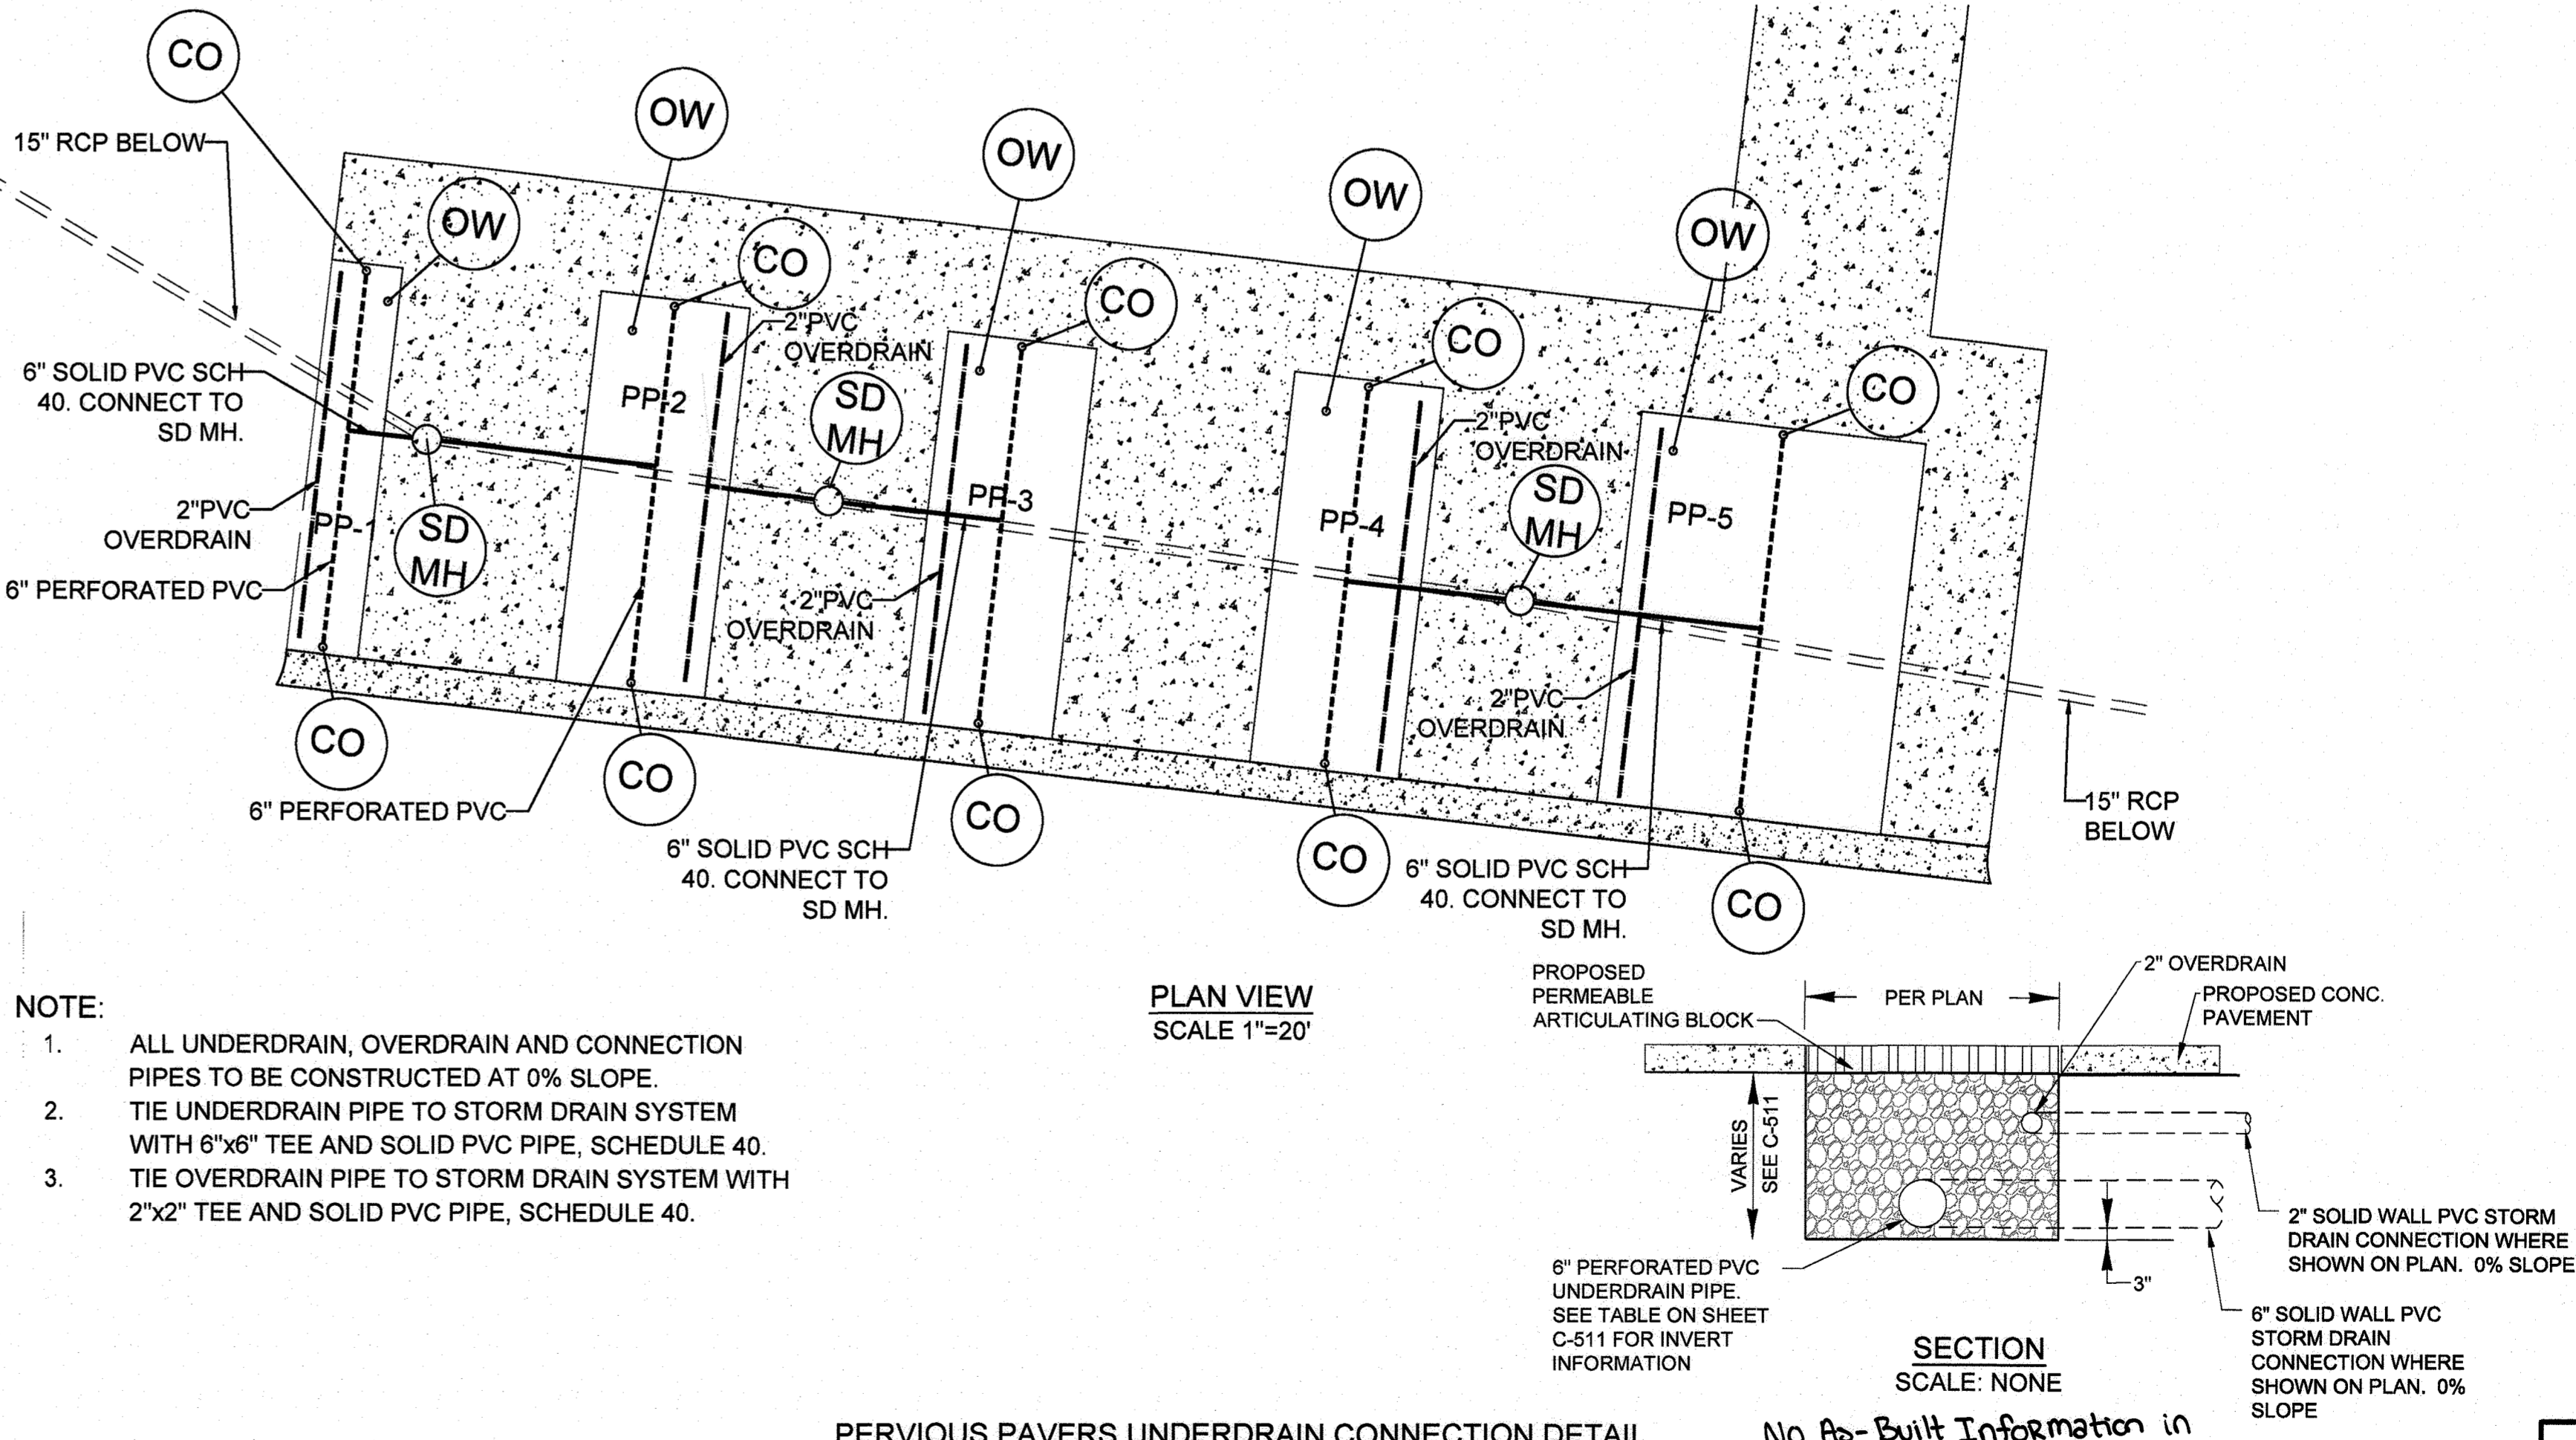 CO
OW
OW
OW
OW
OW
15" RCP BELOW
CO
CO
CO
CO
2"PVC
OVERDRAIN
SD
MH
6" SOLID PVC SCH
40. CONNECT TO
SD MH.
PP-2
2"PVC
OVERDRAIN
SD
MH
PP-3
PP-4
PP-5
2"PVC
OVERDRAIN
PP-1
SD
MH
6" PERFORATED PVC
2"PVC
OVERDRAIN
2"PVC
OVERDRAIN
CO
CO
CO
CO
CO
6" PERFORATED PVC
6" SOLID PVC SCH
40. CONNECT TO
SD MH.
6" SOLID PVC SCH
40. CONNECT TO
SD MH.
15" RCP
BELOW
PLAN VIEW
SCALE 1"=20'
NOTE:
1. ALL UNDERDRAIN, OVERDRAIN AND CONNECTION
PIPES TO BE CONSTRUCTED AT 0% SLOPE.
2. TIE UNDERDRAIN PIPE TO STORM DRAIN SYSTEM
WITH 6"x6" TEE AND SOLID PVC PIPE, SCHEDULE 40.
3. TIE OVERDRAIN PIPE TO STORM DRAIN SYSTEM WITH
2"x2" TEE AND SOLID PVC PIPE, SCHEDULE 40.
PROPOSED
PERMEABLE
ARTICULATING BLOCK
PER PLAN
2" OVERDRAIN
PROPOSED CONC.
PAVEMENT
VARIES
SEE C-511
6" PERFORATED PVC
UNDERDRAIN PIPE.
SEE TABLE ON SHEET
C-511 FOR INVERT
INFORMATION
3"
2" SOLID WALL PVC STORM
DRAIN CONNECTION WHERE
SHOWN ON PLAN. 0% SLOPE
6" SOLID WALL PVC
STORM DRAIN
CONNECTION WHERE
SHOWN ON PLAN. 0%
SLOPE
SECTION
SCALE: NONE
PERVIOUS PAVERS UNDERDRAIN CONNECTION DETAIL
No As-Built Information in